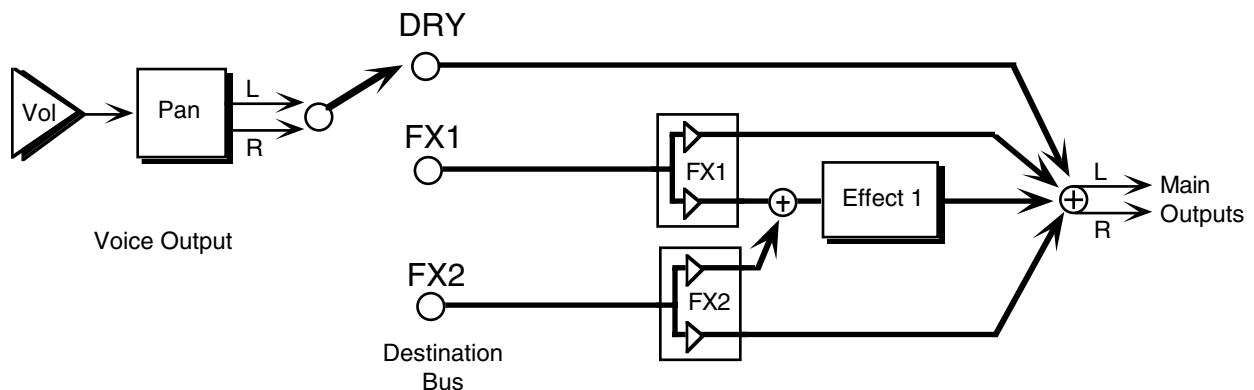 DRY
Vol
Pan
L
R
FX1
FX1
+
Effect 1
+
L
R
Main
Outputs
Voice Output
FX2
FX2
Destination
Bus